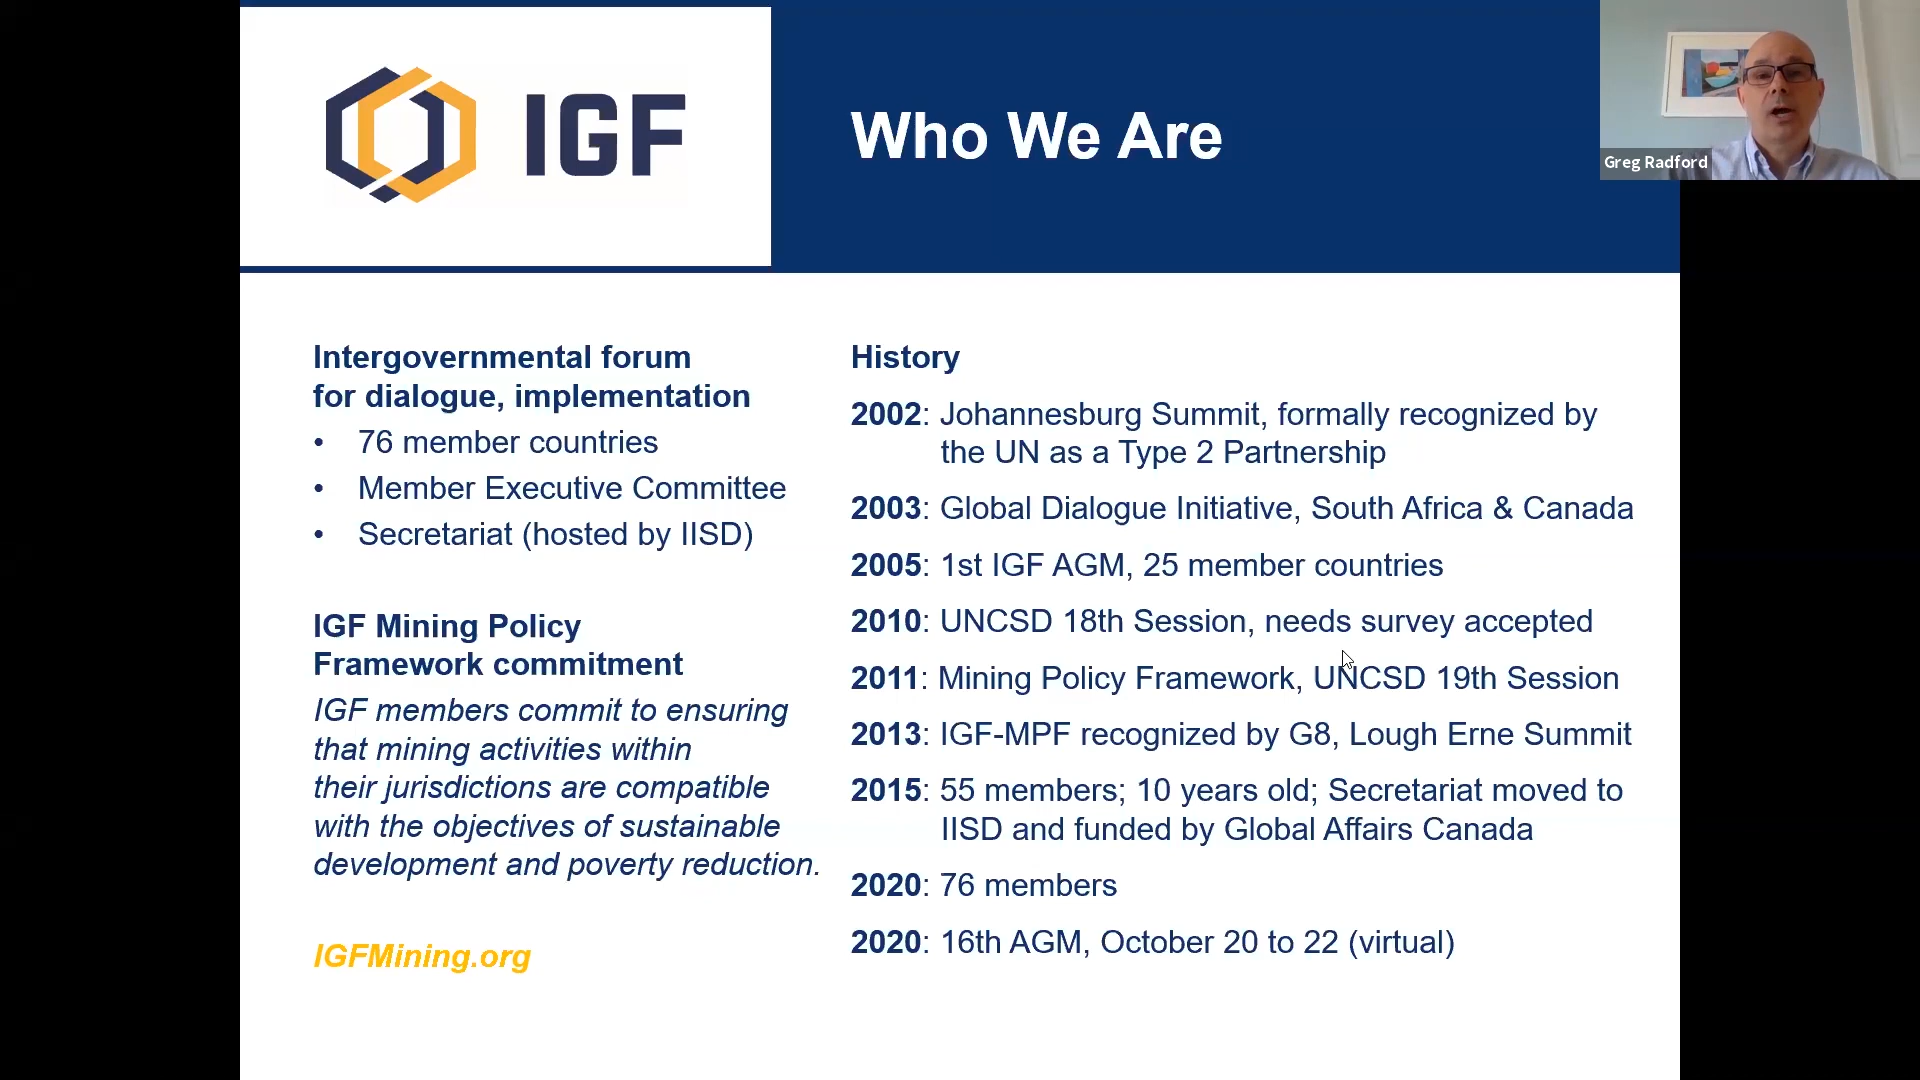 IGF
Who We Are
Greg Radford
Intergovernmental forum
for dialogue, implementation
• 76 member countries
• Member Executive Committee
• Secretariat (hosted by IISD)
IGF Mining Policy
Framework commitment
IGF members commit to ensuring
that mining activities within
their jurisdictions are compatible
with the objectives of sustainable
development and poverty reduction.
IGFMining.org
History
2002: Johannesburg Summit, formally recognized by
the UN as a Type 2 Partnership
2003: Global Dialogue Initiative, South Africa & Canada
2005: 1st IGF AGM, 25 member countries
2010: UNCSD 18th Session, needs survey accepted
2011: Mining Policy Framework, UNCSD 19th Session
2013: IGF-MPF recognized by G8, Lough Erne Summit
2015: 55 members; 10 years old; Secretariat moved to
IISD and funded by Global Affairs Canada
2020: 76 members
2020: 16th AGM, October 20 to 22 (virtual)